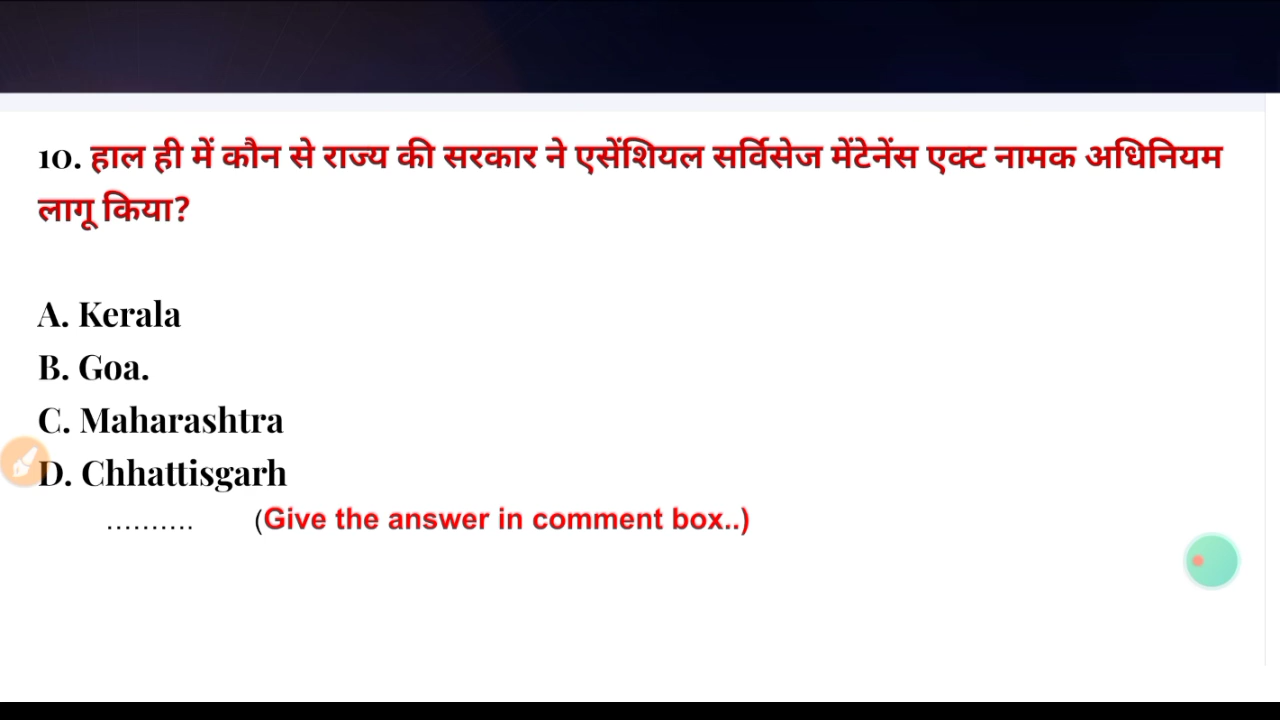 10. हाल ही में कौन से राज्य की सरकार ने एसेंशियल सर्विसेज मेंटेनेंस एक्ट नामक अधिनियम
लागू किया?
A. Kerala
B. Goa.
C. Maharashtra
D. Chhattisgarh
.......... (Give the answer in comment box..)